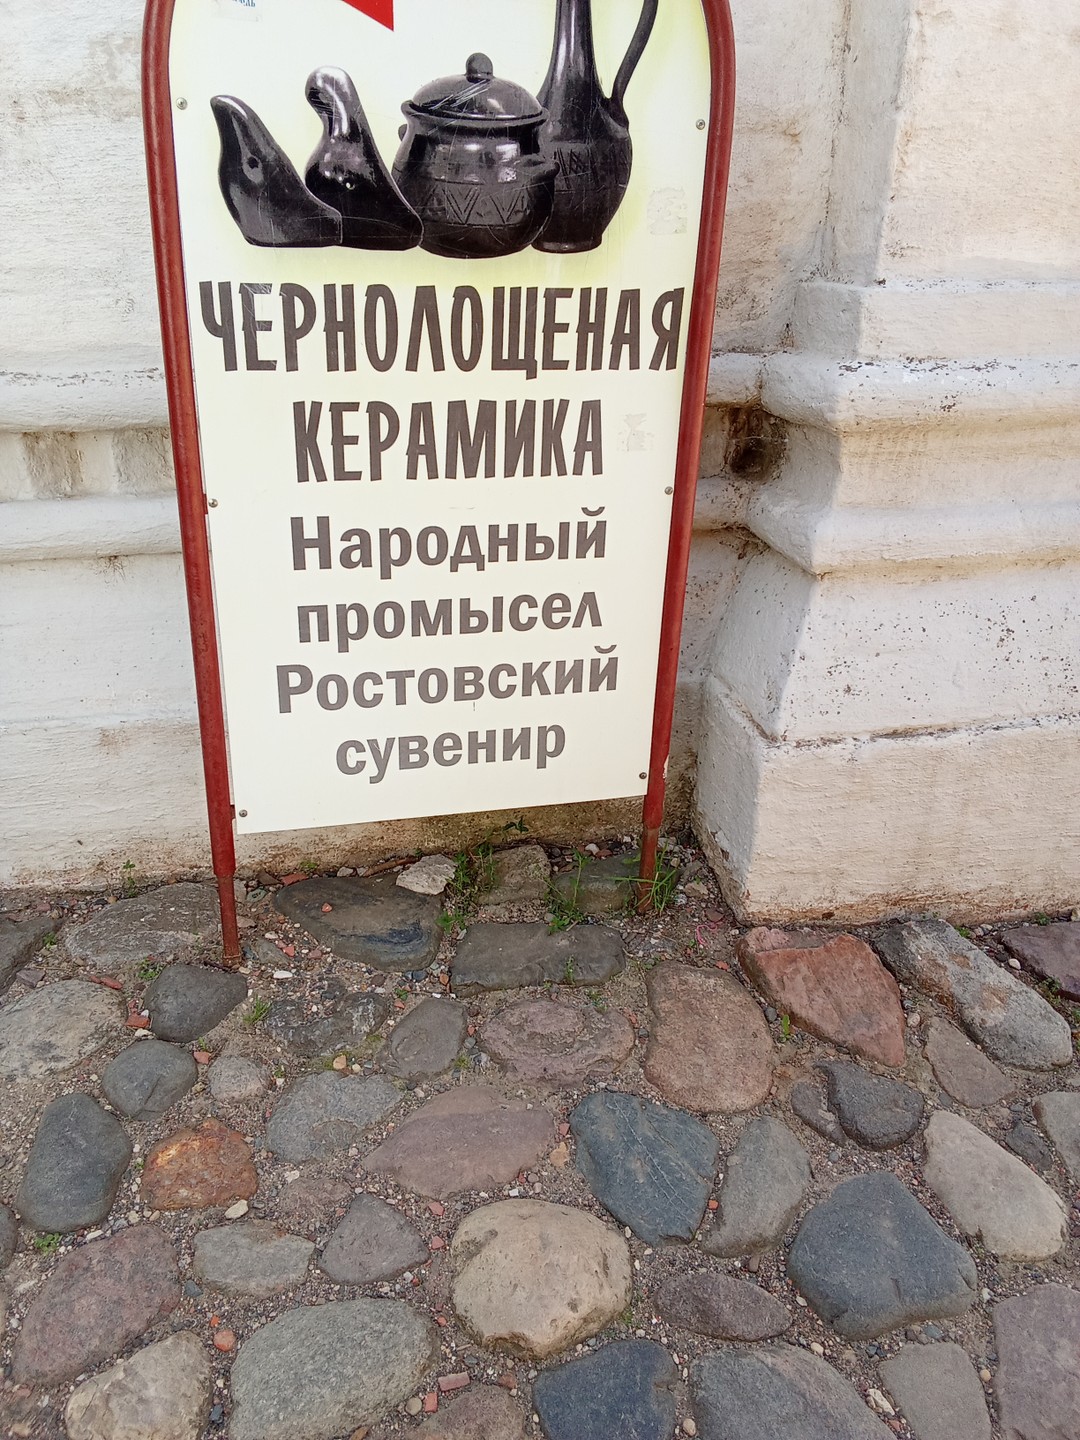 ЧЕРНОЛОЩЕНАЯ
КЕРАМИКА
Народный
промысел
Ростовский
сувенир